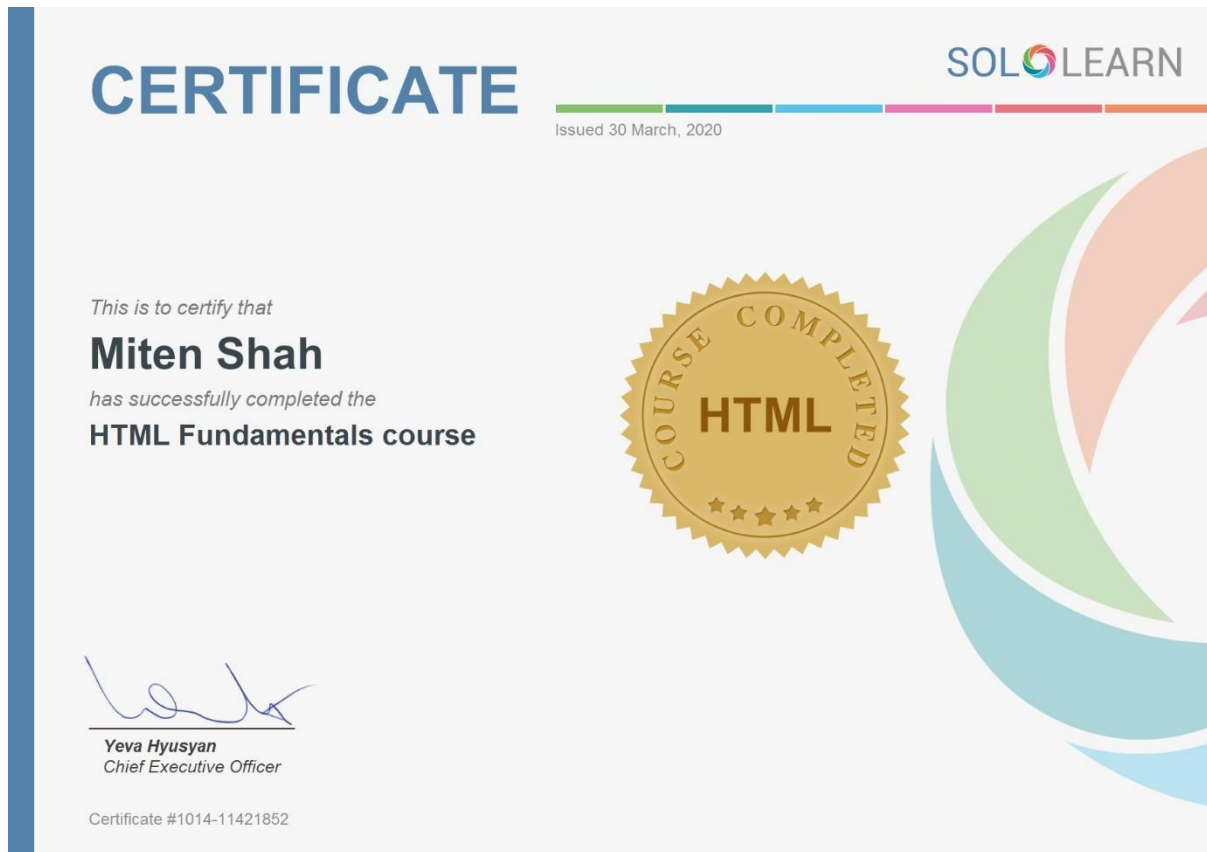 CERTIFICATE
SOLOLEARN
Issued 30 March, 2020
This is to certify that
Miten Shah
has successfully completed the
HTML Fundamentals course
COURSE COMPLETED
HTML
Yeva Hyusyan
Chief Executive Officer
Certificate #1014-11421852